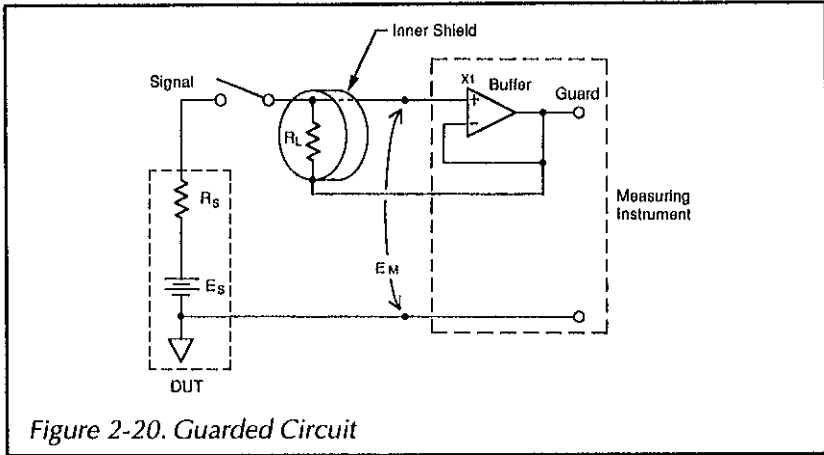 Inner Shield
Signal
X1
Buffer
Guard
+
-
RL
RS
EM
ES
Measuring
Instrument
DUT
Figure 2-20. Guarded Circuit